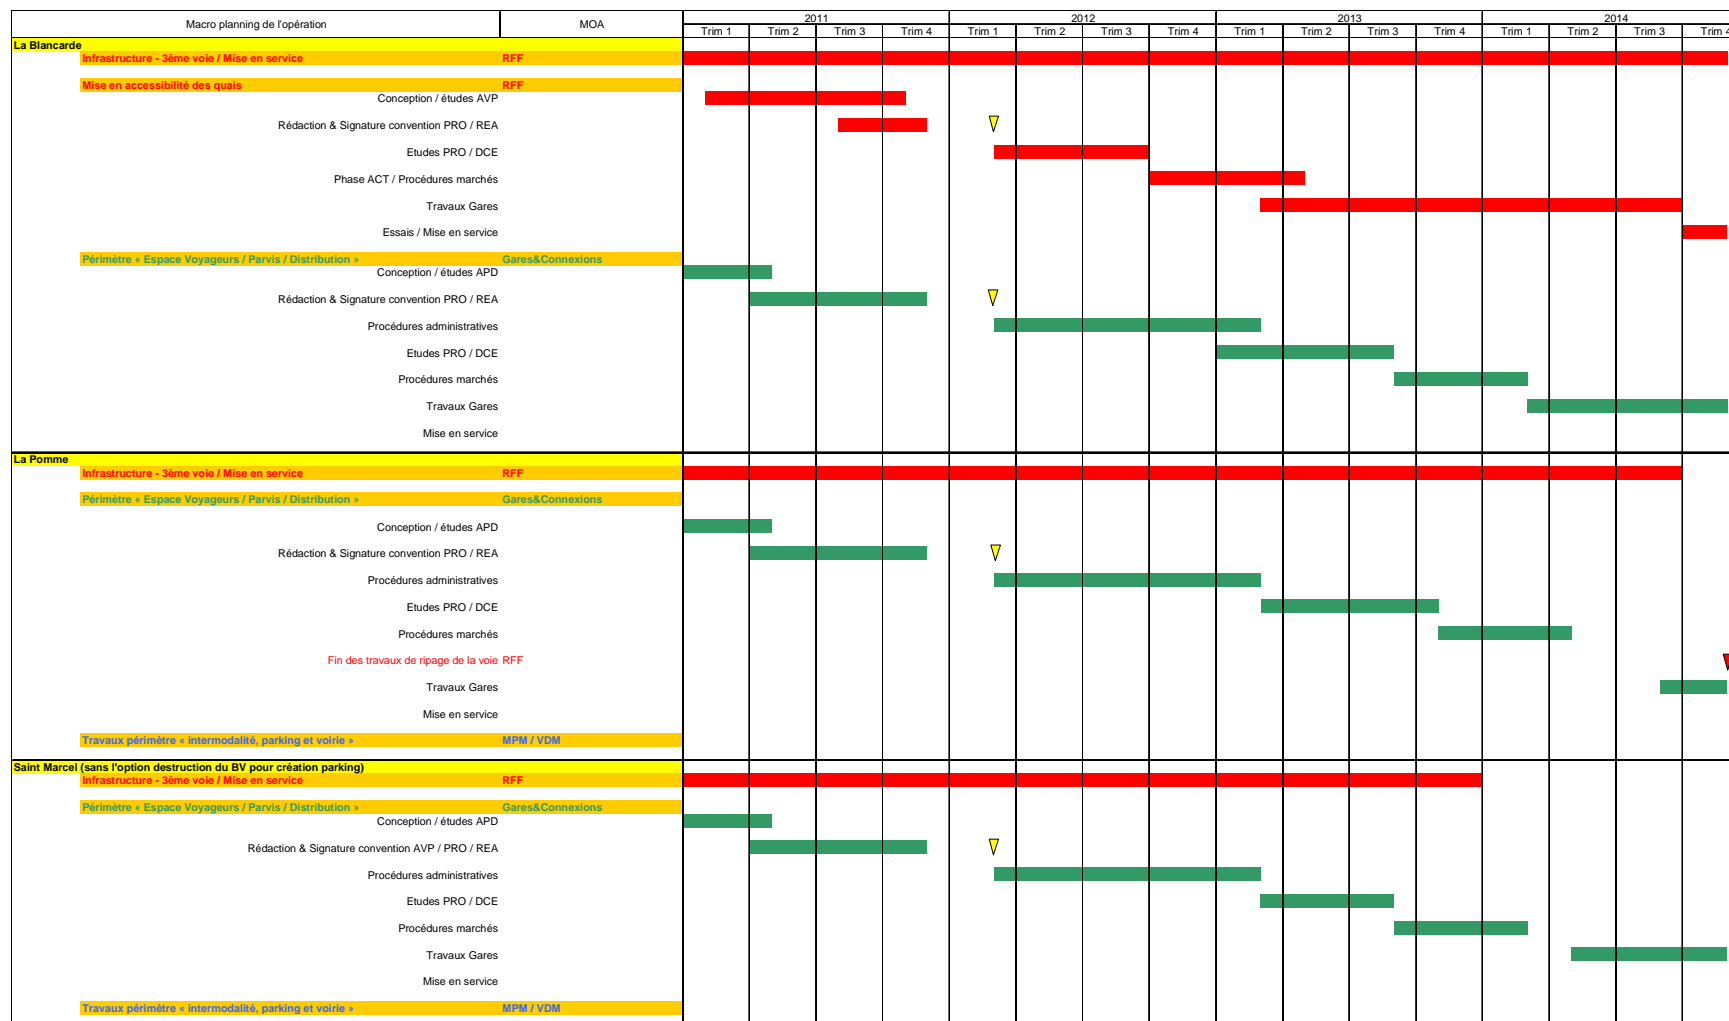 Macro planning de l'opération MOA 2011 2012 2013 2014
Trim 1 Trim 2 Trim 3 Trim 4 Trim 1 Trim 2 Trim 3 Trim 4 Trim 1 Trim 2 Trim 3 Trim 4 Trim 1 Trim 2 Trim 3 Trim 4
La Blancarde
Infrastructure - 3ème voie / Mise en service RFF
Mise en accessibilité des quais RFF
Conception / études AVP
Rédaction & Signature convention PRO / REA
Etudes PRO / DCE
Phase ACT / Procédures marchés
Travaux Gares
Essais / Mise en service
Périmètre « Espace Voyageurs / Parvis / Distribution » Gares&Connexions
Conception / études APD
Rédaction & Signature convention PRO / REA
Procédures administratives
Etudes PRO / DCE
Procédures marchés
Travaux Gares
Mise en service
La Pomme
Infrastructure - 3ème voie / Mise en service RFF
Périmètre « Espace Voyageurs / Parvis / Distribution » Gares&Connexions
Conception / études APD
Rédaction & Signature convention PRO / REA
Procédures administratives
Etudes PRO / DCE
Procédures marchés
Fin des travaux de ripage de la voie RFF
Travaux Gares
Mise en service
Travaux périmètre « intermodalité, parking et voirie » MPM / VDM
Saint Marcel (sans l'option destruction du BV pour création parking)
Infrastructure - 3ème voie / Mise en service RFF
Périmètre « Espace Voyageurs / Parvis / Distribution » Gares&Connexions
Conception / études APD
Rédaction & Signature convention AVP / PRO / REA
Procédures administratives
Etudes PRO / DCE
Procédures marchés
Travaux Gares
Mise en service
Travaux périmètre « intermodalité, parking et voirie » MPM / VDM